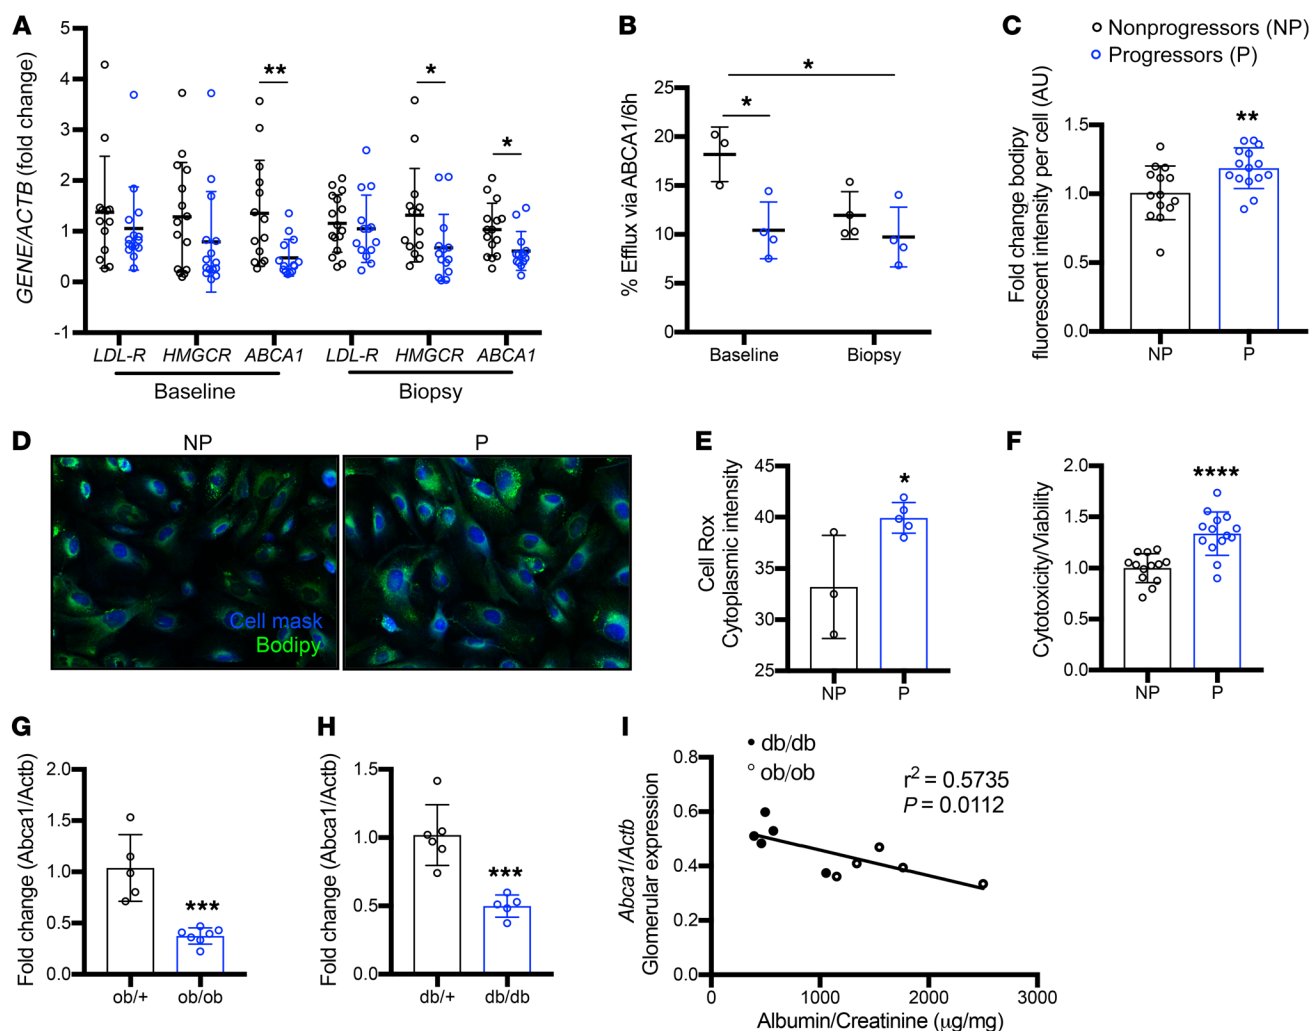 A
GENE/ACTB (fold change)
5
4
3
2
1
0
-1
**
*
*
LDL-R HMGCR ABCA1 LDL-R HMGCR ABCA1
Baseline Biopsy
B
% Efflux via ABCA1/6h
25
20
15
10
5
0
*
*
Baseline Biopsy
C
Nonprogressors (NP)
Progressors (P)
Fold change bodipy
fluorescent intensity per cell (AU)
1.5
1.0
0.5
0.0
**
NP P
D
NP P
Cell mask
Bodipy
E
Cell Rox
Cytoplasmic intensity
45
40
35
30
25
*
NP P
F
Cytotoxicity/Viability
2.0
1.5
1.0
0.5
0.0
****
NP P
G
Fold change (Abca1/Actb)
2.0
1.5
1.0
0.5
0.0
***
ob/+ ob/ob
H
Fold change (Abca1/Actb)
1.5
1.0
0.5
0.0
***
db/+ db/db
I
db/db
ob/ob
r² = 0.5735
P = 0.0112
Abca1/Actb
Glomerular expression
0.8
0.6
0.4
0.2
0.0
0 1000 2000 3000
Albumin/Creatinine (μg/mg)